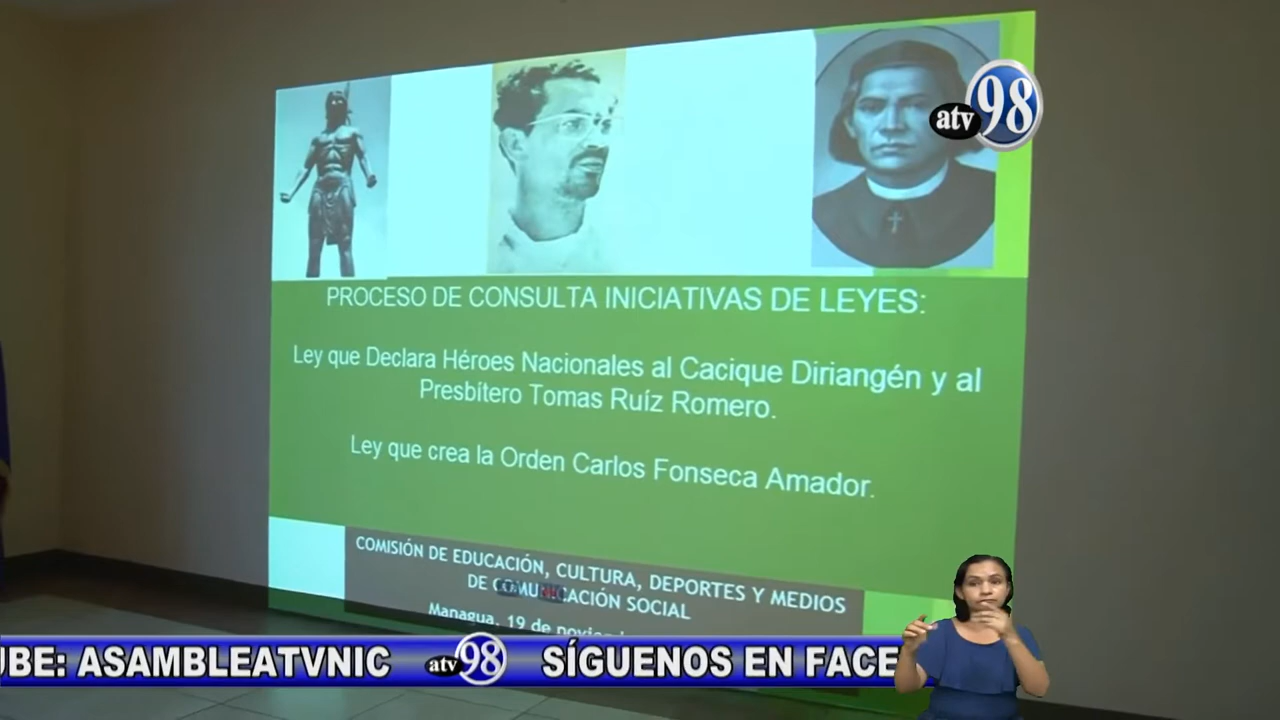 atv 98
PROCESO DE CONSULTA INICIATIVAS DE LEYES:
Ley que Declara Héroes Nacionales al Cacique Diriangén y al
Presbítero Tomas Ruíz Romero.
Ley que crea la Orden Carlos Fonseca Amador.
COMISIÓN DE EDUCACIÓN, CULTURA, DEPORTES Y MEDIOS
DE COMUNICACIÓN SOCIAL
Managua, 19 de
UBE: ASAMBLEATVNIC atv 98 SÍGUENOS EN FACE